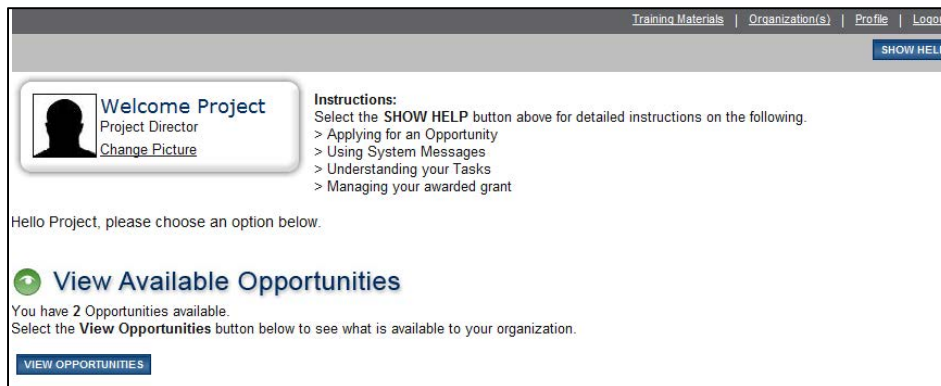 Training Materials | Organization(s) | Profile | Logou
SHOW HELP
Welcome Project
Project Director
Change Picture
Instructions:
Select the SHOW HELP button above for detailed instructions on the following.
> Applying for an Opportunity
> Using System Messages
> Understanding your Tasks
> Managing your awarded grant
Hello Project, please choose an option below.
View Available Opportunities
You have 2 Opportunities available.
Select the View Opportunities button below to see what is available to your organization.
VIEW OPPORTUNITIES